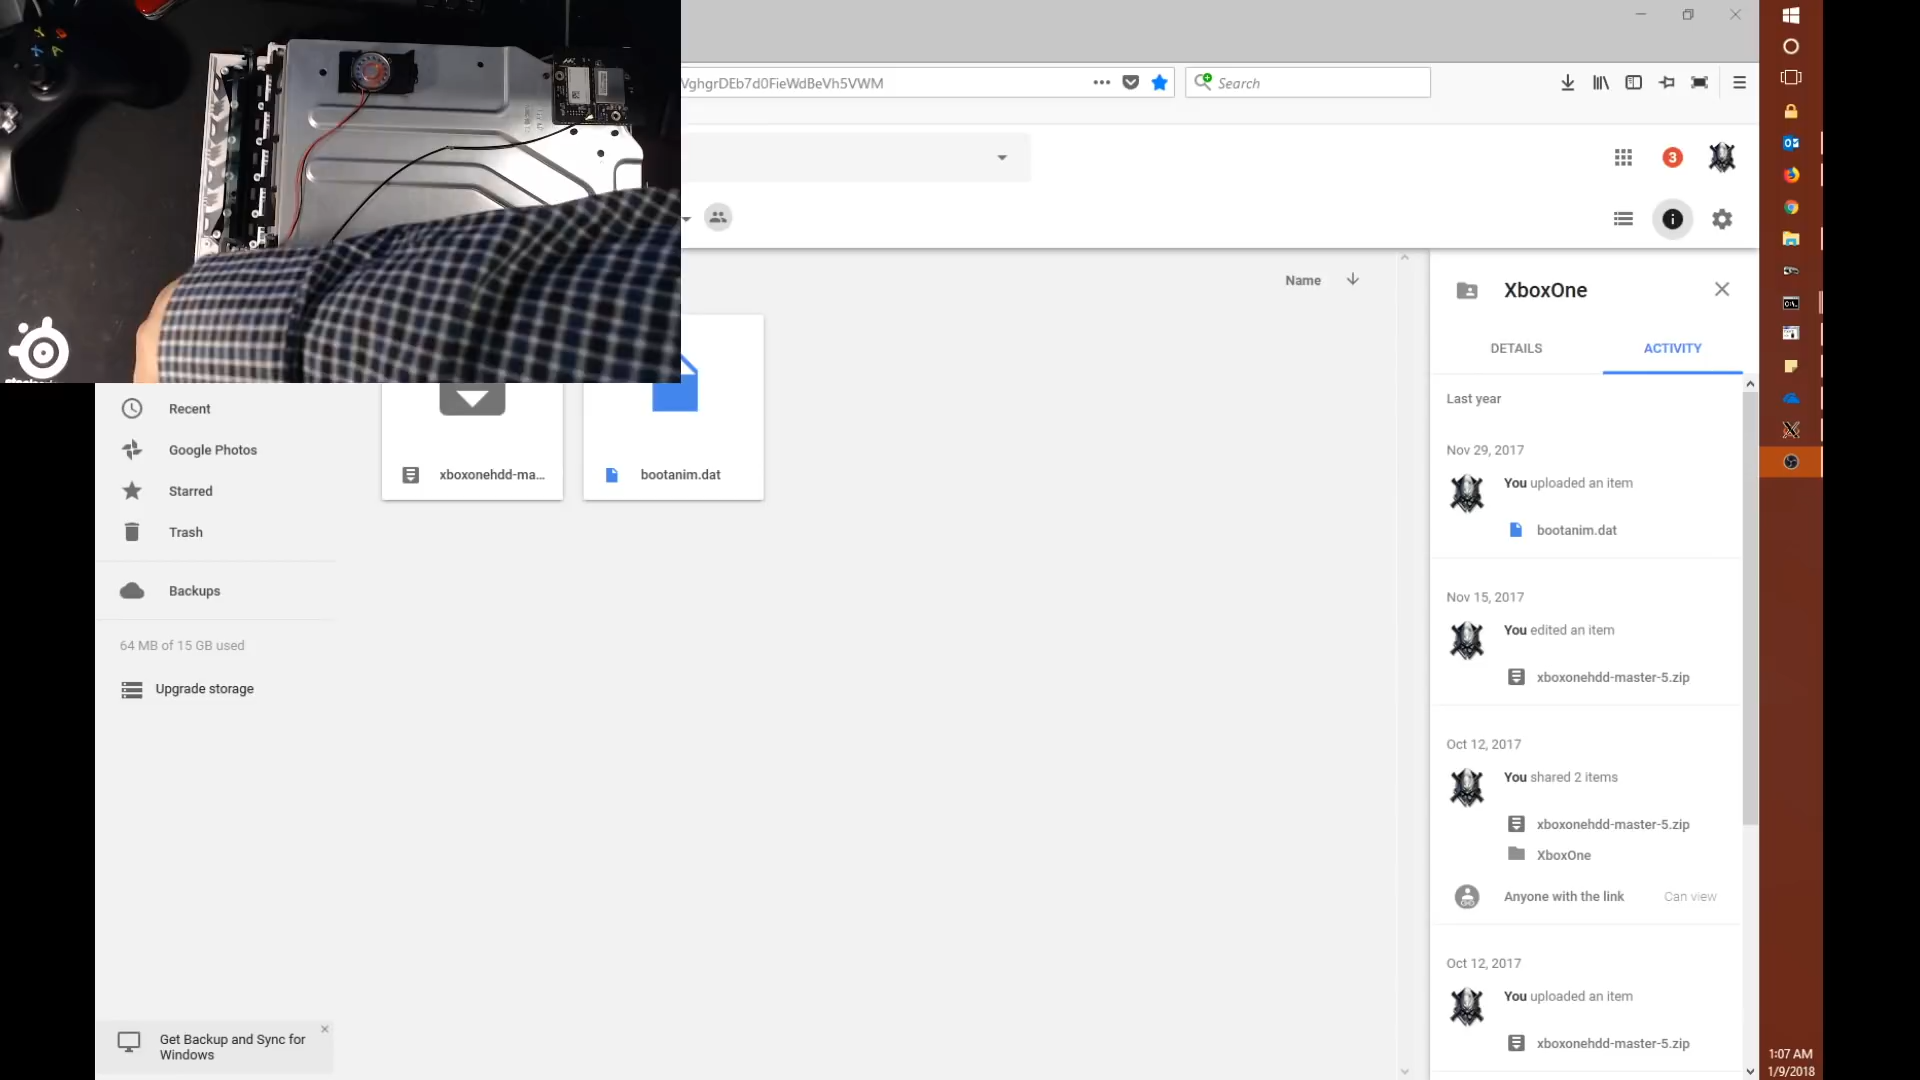 VghgrDEb7d0FieWdBeVh5VWM
Search
3
Name
XboxOne
DETAILS
ACTIVITY
Last year
Nov 29, 2017
You uploaded an item
bootanim.dat
Nov 15, 2017
You edited an item
xboxonehdd-master-5.zip
Oct 12, 2017
You shared 2 items
xboxonehdd-master-5.zip
XboxOne
Anyone with the link Can view
Oct 12, 2017
You uploaded an item
xboxonehdd-master-5.zip
Recent
Google Photos
Starred
Trash
Backups
64 MB of 15 GB used
Upgrade storage
Get Backup and Sync for
Windows
xboxonehdd-ma...
bootanim.dat
Y
X
A
1:07 AM
1/9/2018